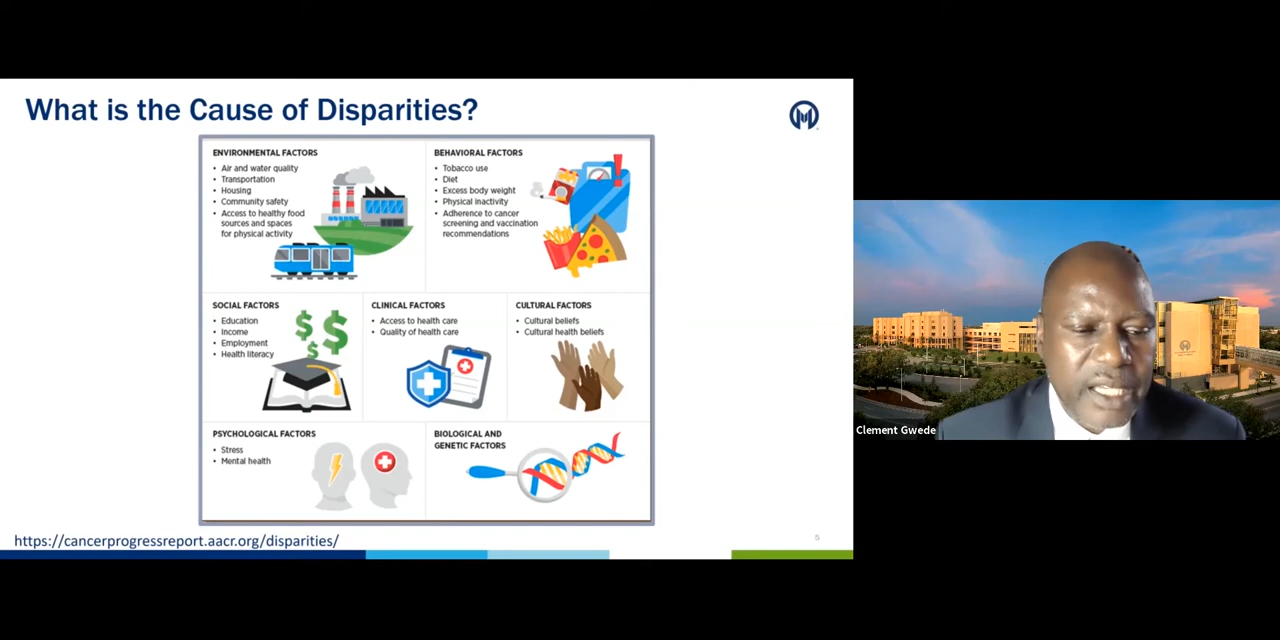 What is the Cause of Disparities?
ENVIRONMENTAL FACTORS
• Air and water quality
• Transportation
• Housing
• Community safety
• Access to healthy food
sources and spaces
for physical activity
BEHAVIORAL FACTORS
• Tobacco use
• Diet
• Excess body weight
• Physical inactivity
• Adherence to cancer
screening and vaccination
recommendations
SOCIAL FACTORS
• Education
• Income
• Employment
• Health literacy
CLINICAL FACTORS
• Access to health care
• Quality of health care
CULTURAL FACTORS
• Cultural beliefs
• Cultural health beliefs
PSYCHOLOGICAL FACTORS
• Stress
• Mental health
BIOLOGICAL AND
GENETIC FACTORS
https://cancerprogressreport.aacr.org/disparities/
5
Clement Gwede